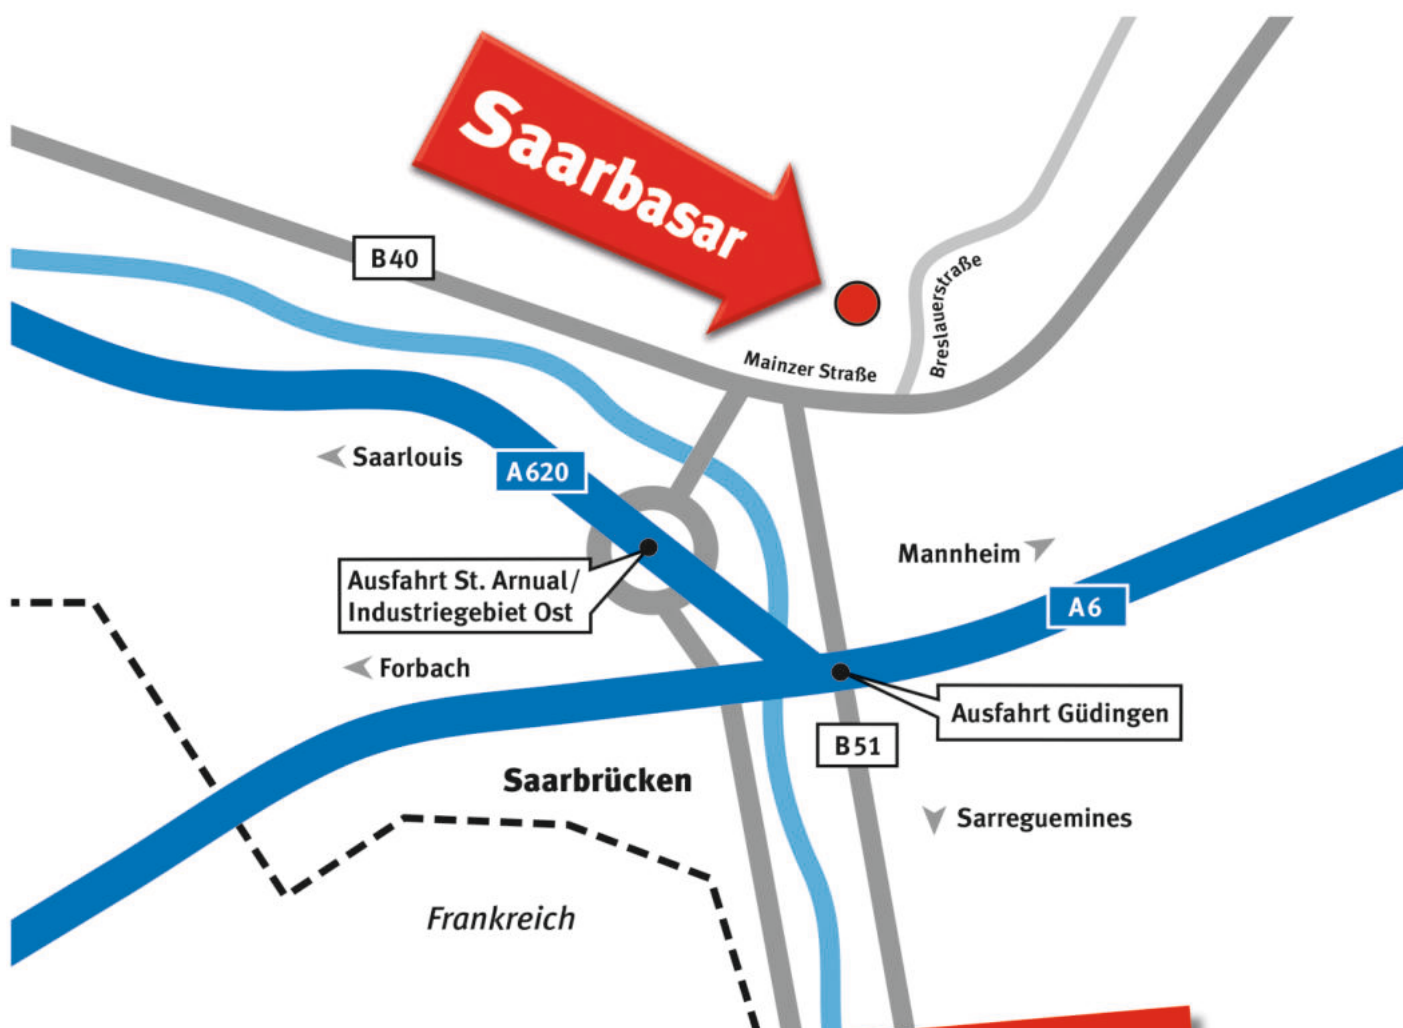 Saarbasar
B40
Breslauerstraße
Mainzer Straße
Saarlouis
A620
Mannheim
Ausfahrt St. Arnual/
Industriegebiet Ost
A6
Forbach
Ausfahrt Güdingen
B51
Saarbrücken
Sarreguemines
Frankreich